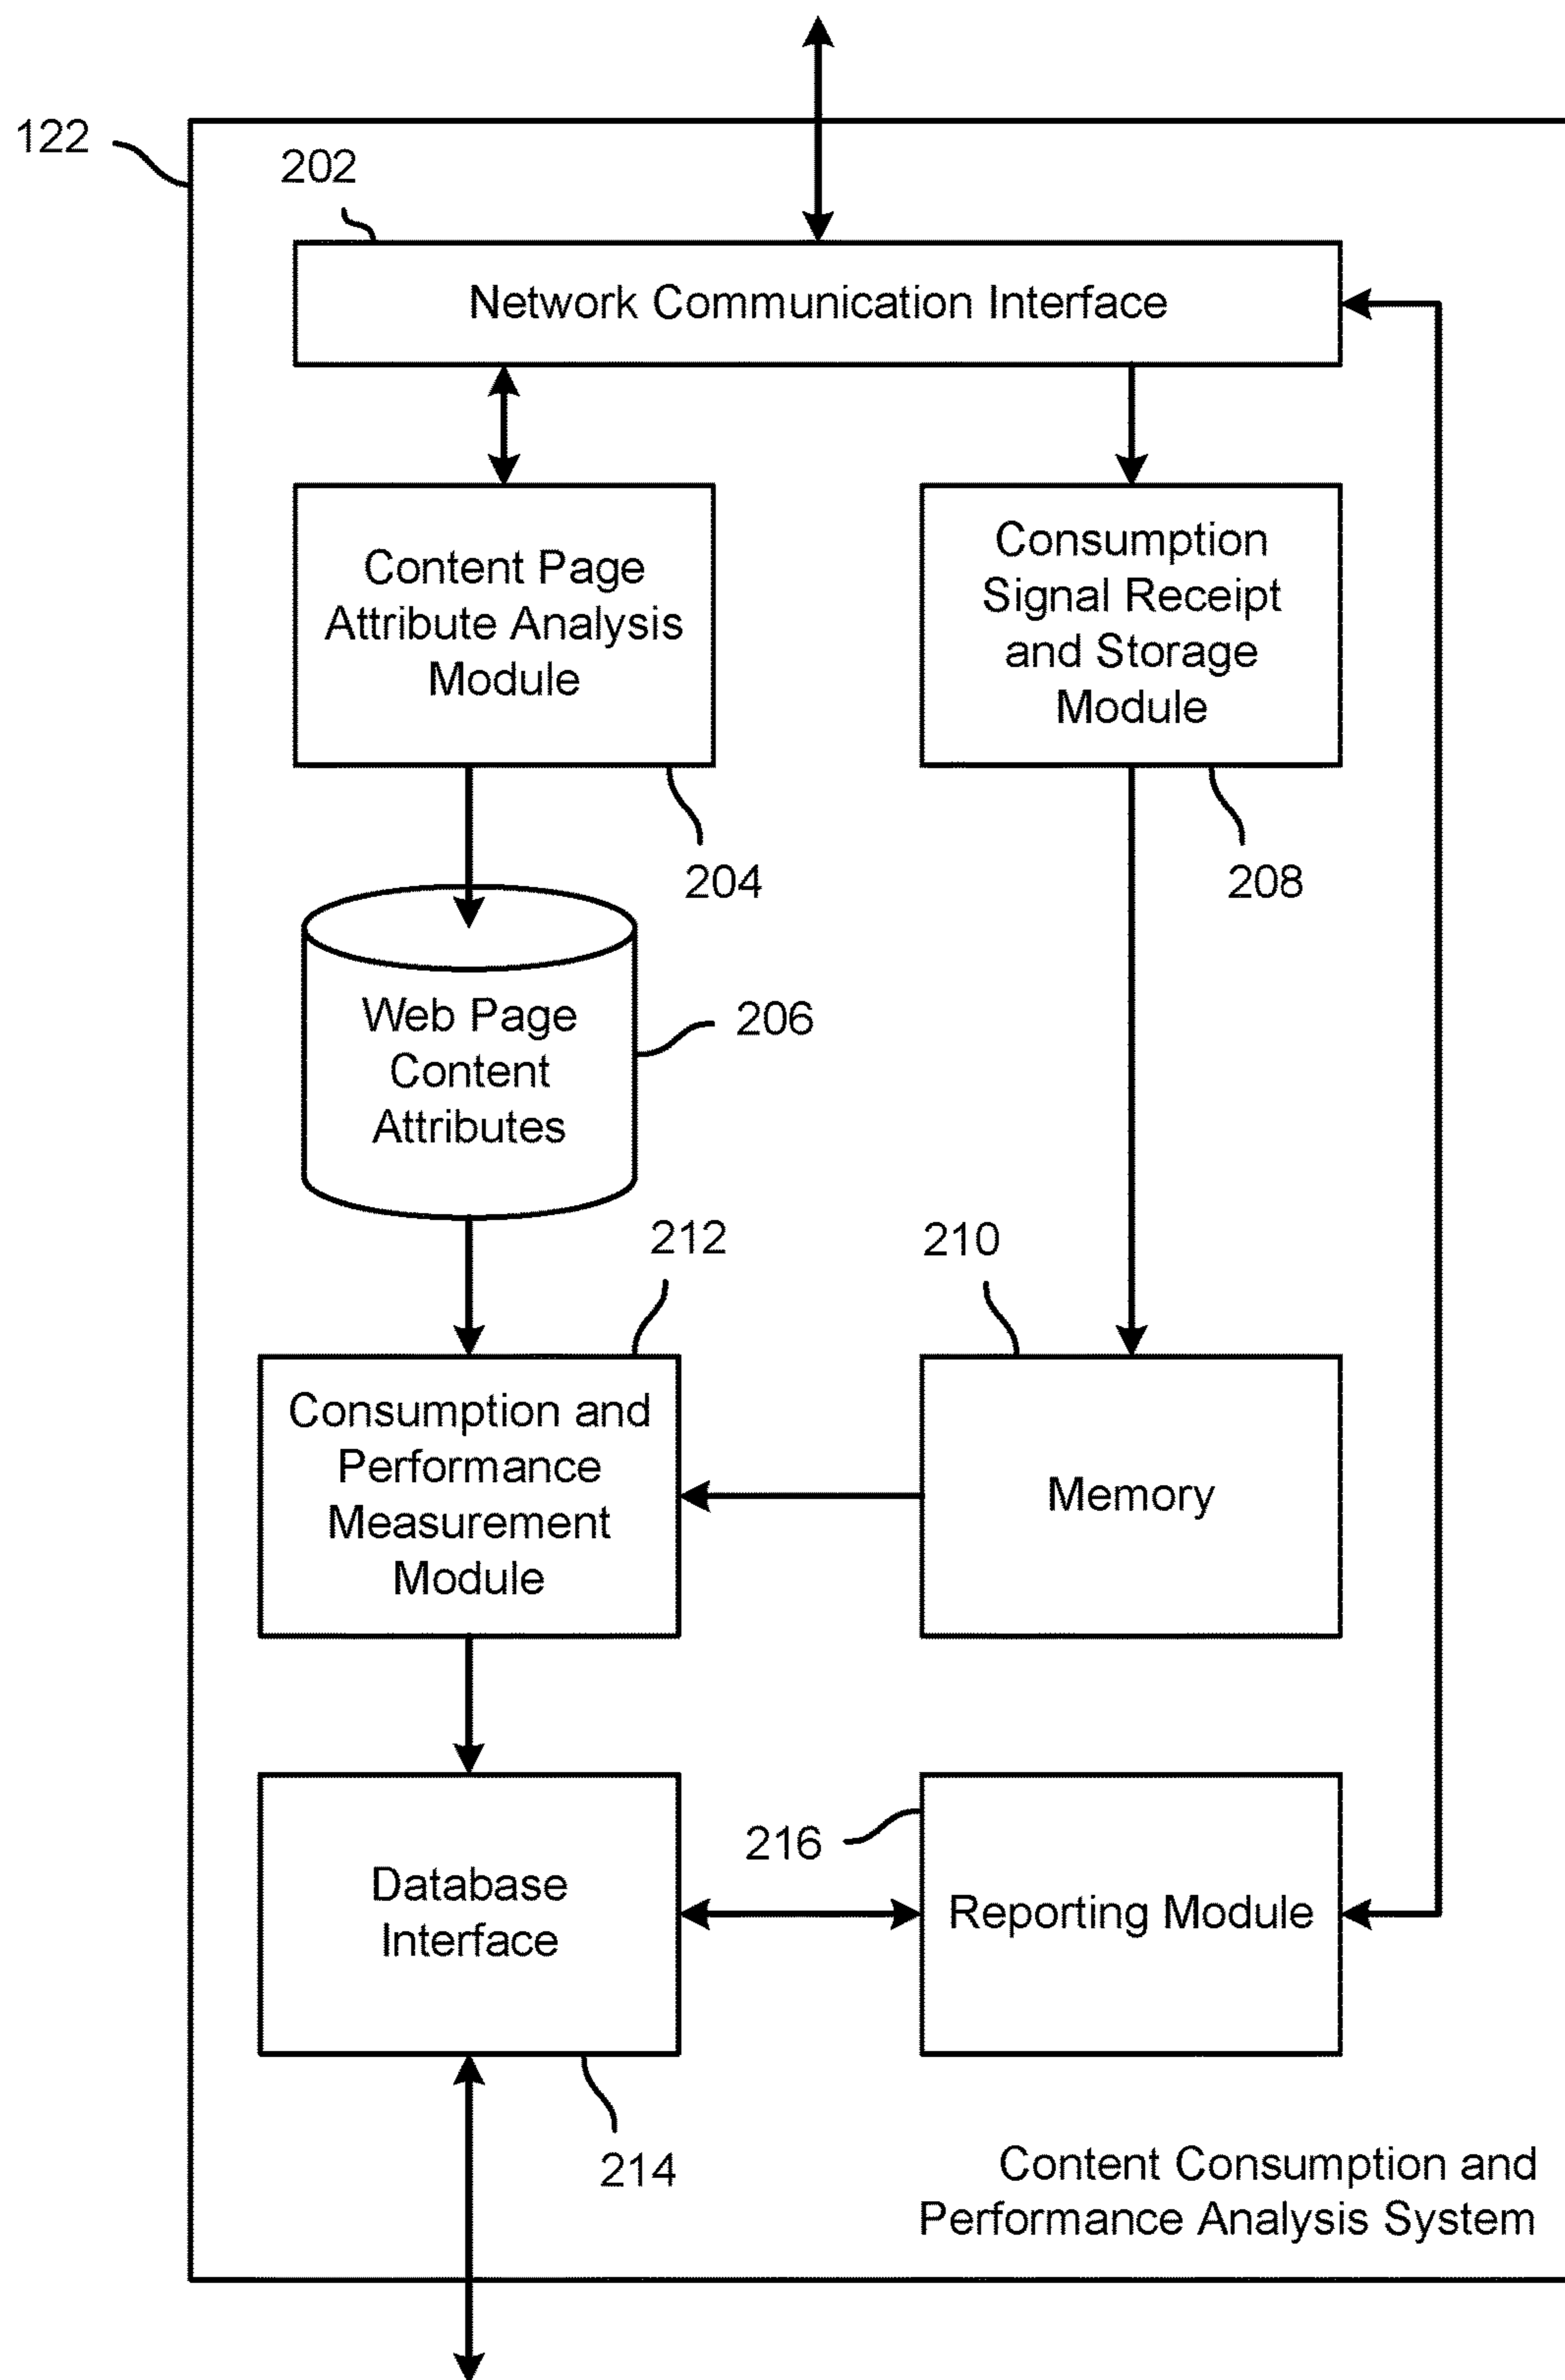 122
202
Network Communication Interface
Content Page
Attribute Analysis
Module
Consumption
Signal Receipt
and Storage
Module
204
208
Web Page
Content
Attributes
206
212
210
Consumption and
Performance
Measurement
Module
Memory
Database
Interface
216
Reporting Module
214
Content Consumption and
Performance Analysis System